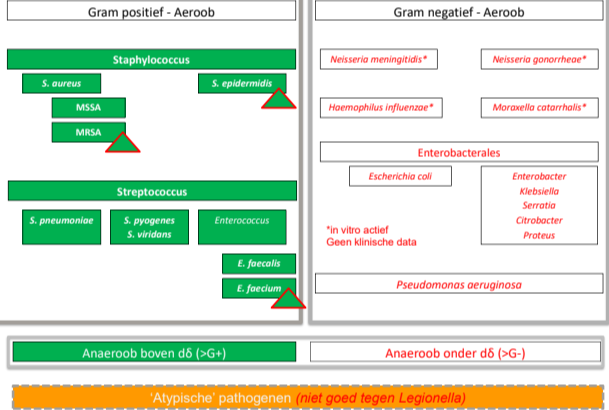 Gram positief - Aeroob
Staphylococcus
S. aureus
S. epidermidis
MSSA
MRSA
Streptococcus
S. pneumoniae
S. pyogenes
S. viridans
Enterococcus
E. faecalis
E. faecium
Gram negatief - Aeroob
Neisseria meningitidis*
Neisseria gonorrheae*
Haemophilus influenzae*
Moraxella catarrhalis*
Enterobacterales
Escherichia coli
Enterobacter
Klebsiella
Serratia
Citrobacter
Proteus
*in vitro actief
Geen klinische data
Pseudomonas aeruginosa
Anaeroob boven dδ (>G+)
Anaeroob onder dδ (>G-)
'Atypische' pathogenen (niet goed tegen Legionella)